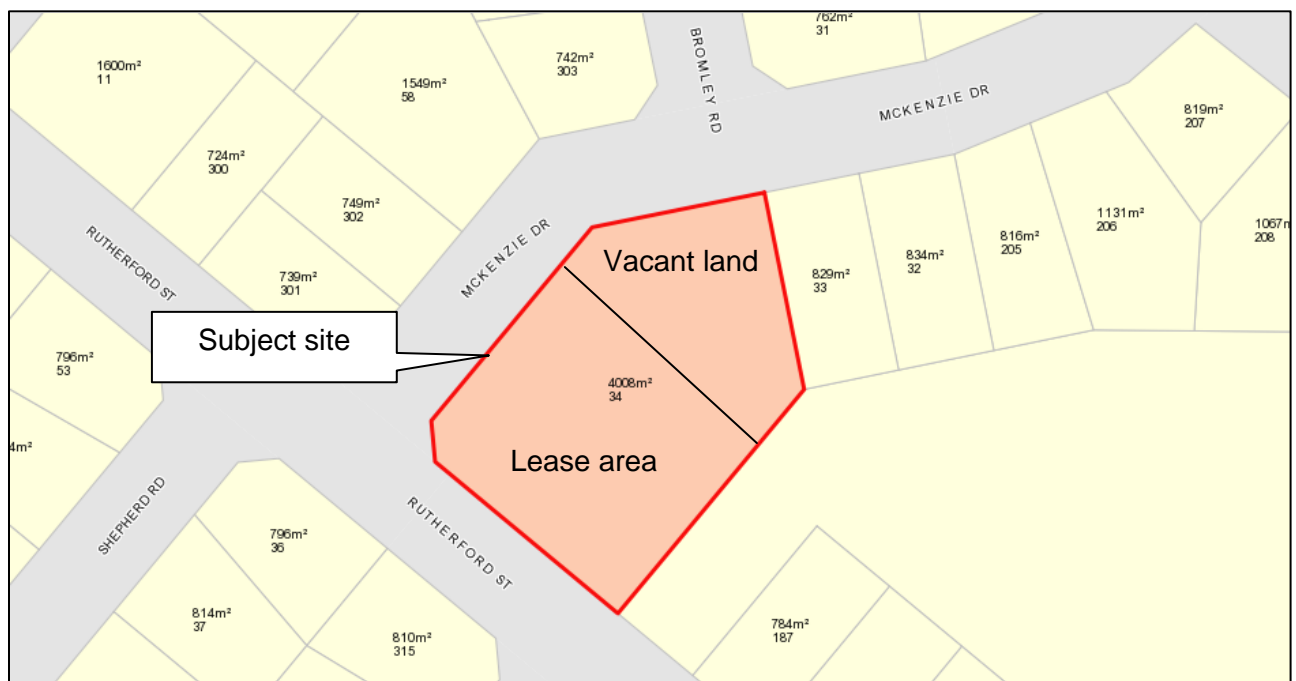 762m²
31
742m²
303
BROMLEY RD
1600m²
11
1549m²
58
MCKENZIE DR
819m²
207
724m²
300
749m²
302
1131m²
206
816m²
205
1067m
208
834m²
32
829m²
33
RUTHERFORD ST
MCKENZIE DR
Vacant land
739m²
301
Subject site
796m²
53
4008m²
34
4m²
Lease area
SHEPHERD RD
RUTHERFORD ST
796m²
36
814m²
37
810m²
315
784m²
187